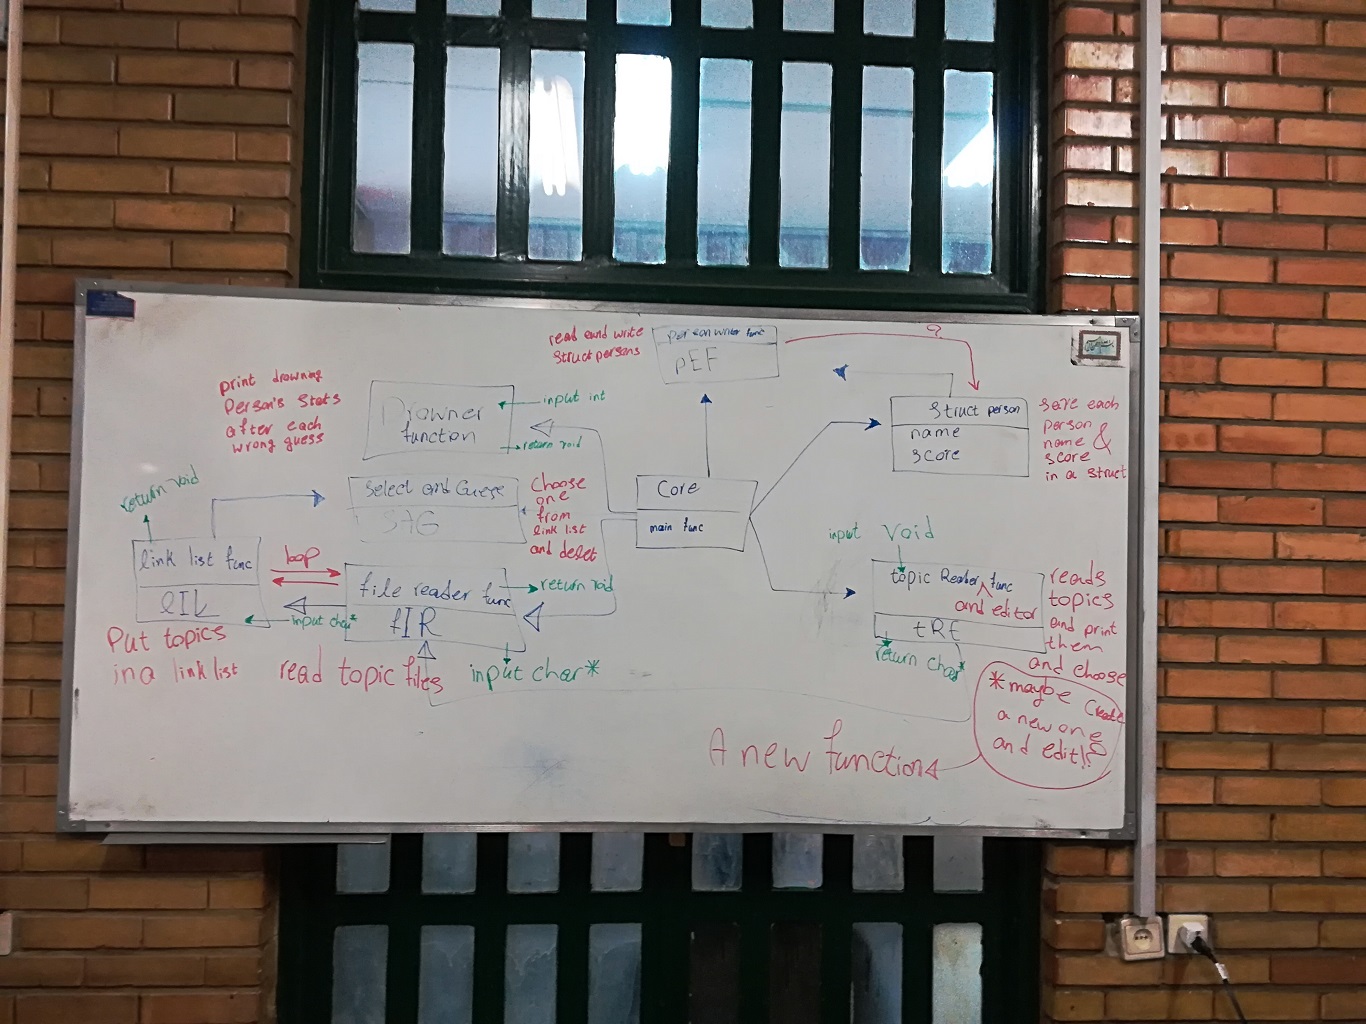 read and write
struct persons
person writer func
pEF
?
print drowning
Person's stats
after each
wrong guess
Drowner
function
input int
return void
struct person
name
score
save each
person
name &
score
in a struct
return void
Select and Guess
SAG
Choose
one
from
link list
and delet
Core
main func
link list func
lIL
loop
file reader func
fIR
return void
input char*
Put topics
in a link list
read topic files
input char*
input void
topic Reader func
and editor
tRE
return char*
reads
topics
and print
them
and choose
*maybe Create
a new one
and edit!!
A new function